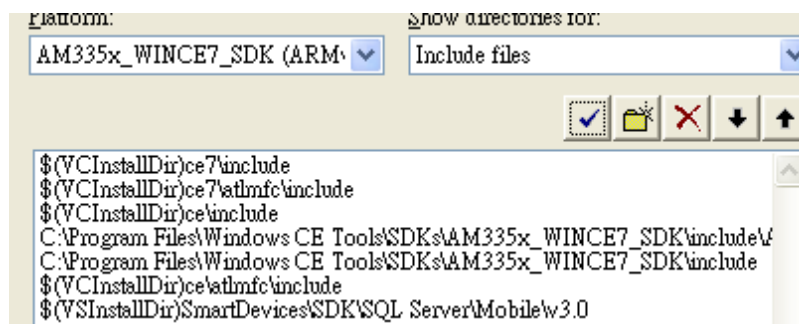 Platform:
Show directories for:
AM335x_WINCE7_SDK (ARM
Include files
$(VCInstallDir)ce7\include
$(VCInstallDir)ce7\atlmfc\include
$(VCInstallDir)ce\include
C:\Program Files\Windows CE Tools\SDKs\AM335x_WINCE7_SDK\include\A
C:\Program Files\Windows CE Tools\SDKs\AM335x_WINCE7_SDK\include
$(VCInstallDir)ce\atlmfc\include
$(VSInstallDir)SmartDevices\SDK\SQL Server\Mobile\v3.0